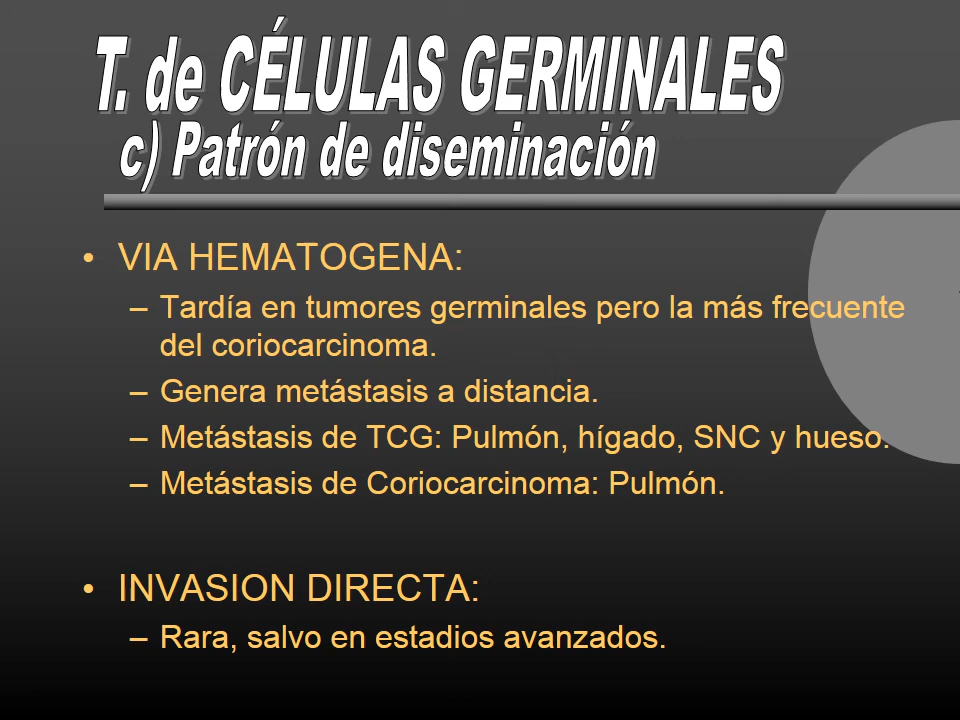 T. de CÉLULAS GERMINALES
c) Patrón de diseminación
• VIA HEMATOGENA:
– Tardía en tumores germinales pero la más frecuente
del coriocarcinoma.
– Genera metástasis a distancia.
– Metástasis de TCG: Pulmón, hígado, SNC y hueso.
– Metástasis de Coriocarcinoma: Pulmón.
• INVASION DIRECTA:
– Rara, salvo en estadios avanzados.